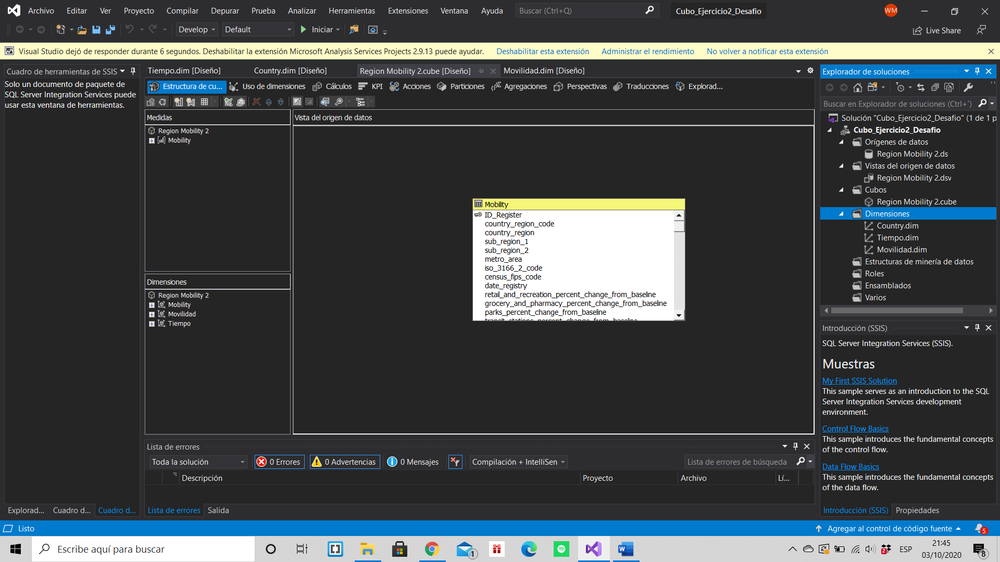 Archivo Editar Ver Proyecto Compilar Depurar Prueba Analizar Herramientas Extensiones Ventana Ayuda Buscar (Ctrl+Q) Cubo_Ejercicio2_Desafio WM
Develop Default Iniciar Live Share
Visual Studio dejó de responder durante 6 segundos. Deshabilitar la extensión Microsoft Analysis Services Projects 2.9.13 puede ayudar. Deshabilitar esta extensión Administrar el rendimiento No volver a notificar esta extensión
Cuadro de herramientas de SSIS
Solo un documento de paquete de
SQL Server Integration Services puede
usar esta ventana de herramientas.
Explorad... Cuadro d... Cuadro d...
Tiempo.dim [Diseño] Country.dim [Diseño] Region Mobility 2.cube [Diseño] Movilidad.dim [Diseño]
Estructura de cu... Uso de dimensiones Cálculos KPI Acciones Particiones Agregaciones Perspectivas Traducciones Explorad...
Medidas
Region Mobility 2
Mobility
Dimensiones
Region Mobility 2
Mobility
Movilidad
Tiempo
Vista del origen de datos
Mobility
ID_Register
country_region_code
country_region
sub_region_1
sub_region_2
metro_area
iso_3166_2_code
census_fips_code
date_registry
retail_and_recreation_percent_change_from_baseline
grocery_and_pharmacy_percent_change_from_baseline
parks_percent_change_from_baseline
transit_stations_percent_change_from_baseline
Lista de errores
Toda la solución 0 Errores 0 Advertencias 0 Mensajes Compilación + IntelliSen Lista de errores de búsqueda
Descripción Proyecto Archivo Lí...
Lista de errores Salida
Explorador de soluciones
Buscar en Explorador de soluciones (Ctrl+´)
Solución "Cubo_Ejercicio2_Desafio" (1 de 1 p
Cubo_Ejercicio2_Desafio
Orígenes de datos
Region Mobility 2.ds
Vistas del origen de datos
Region Mobility 2.dsv
Cubos
Region Mobility 2.cube
Dimensiones
Country.dim
Tiempo.dim
Movilidad.dim
Estructuras de minería de datos
Roles
Ensamblados
Varios
Introducción (SSIS)
SQL Server Integration Services (SSIS).
Muestras
My First SSIS Solution
This sample serves as an introduction to the SQL
Server Integration Services development
environment.
Control Flow Basics
This sample introduces the fundamental concepts
of the control flow.
Data Flow Basics
This sample introduces the fundamental concepts
of the data flow.
Introducción (SSIS) Propiedades
Listo Agregar al control de código fuente 5
Escribe aquí para buscar 1 2 ESP 21:45
03/10/2020 8